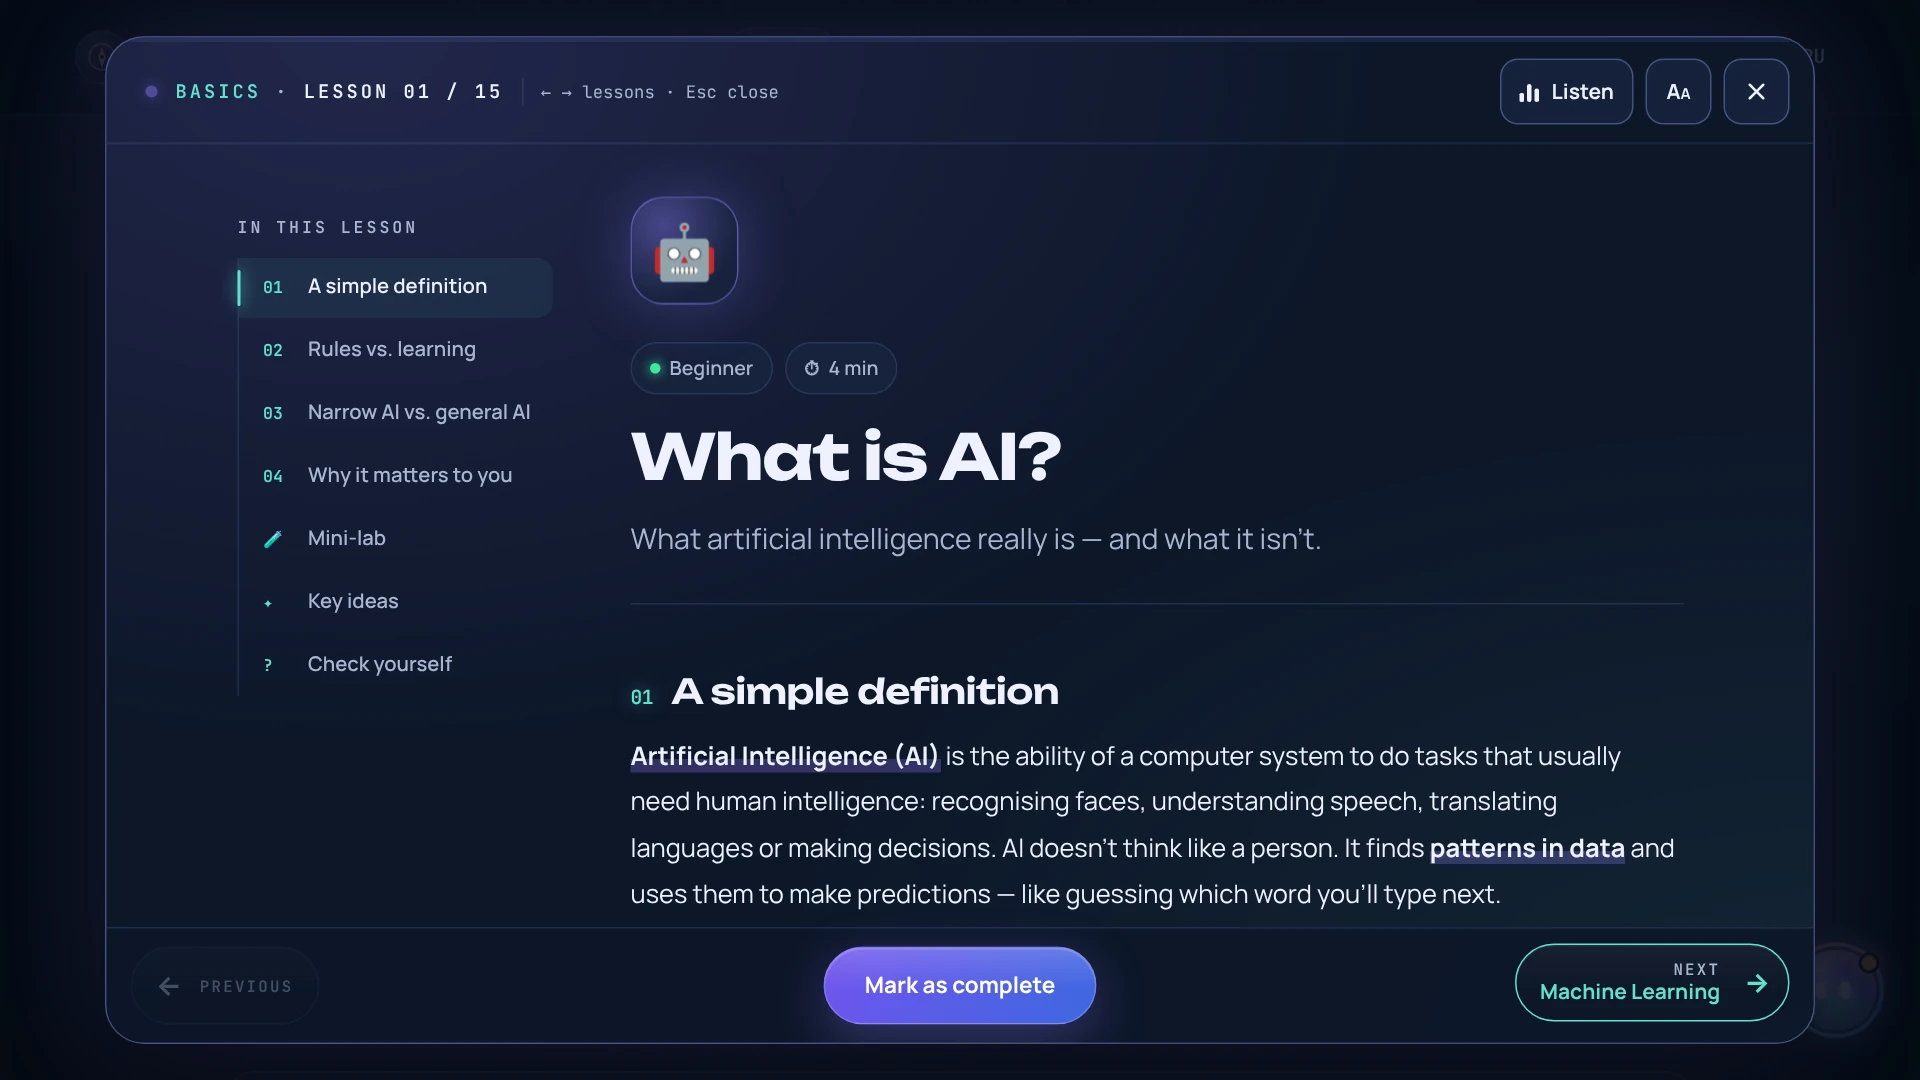 BASICS · LESSON 01 / 15
← → lessons · Esc close
Listen
AA
IN THIS LESSON
01 A simple definition
02 Rules vs. learning
03 Narrow AI vs. general AI
04 Why it matters to you
Mini-lab
✦ Key ideas
? Check yourself
Beginner
⏱ 4 min
What is AI?
What artificial intelligence really is — and what it isn’t.
01 A simple definition
Artificial Intelligence (AI) is the ability of a computer system to do tasks that usually
need human intelligence: recognising faces, understanding speech, translating
languages or making decisions. AI doesn’t think like a person. It finds patterns in data and
uses them to make predictions — like guessing which word you’ll type next.
← PREVIOUS
Mark as complete
NEXT
Machine Learning →